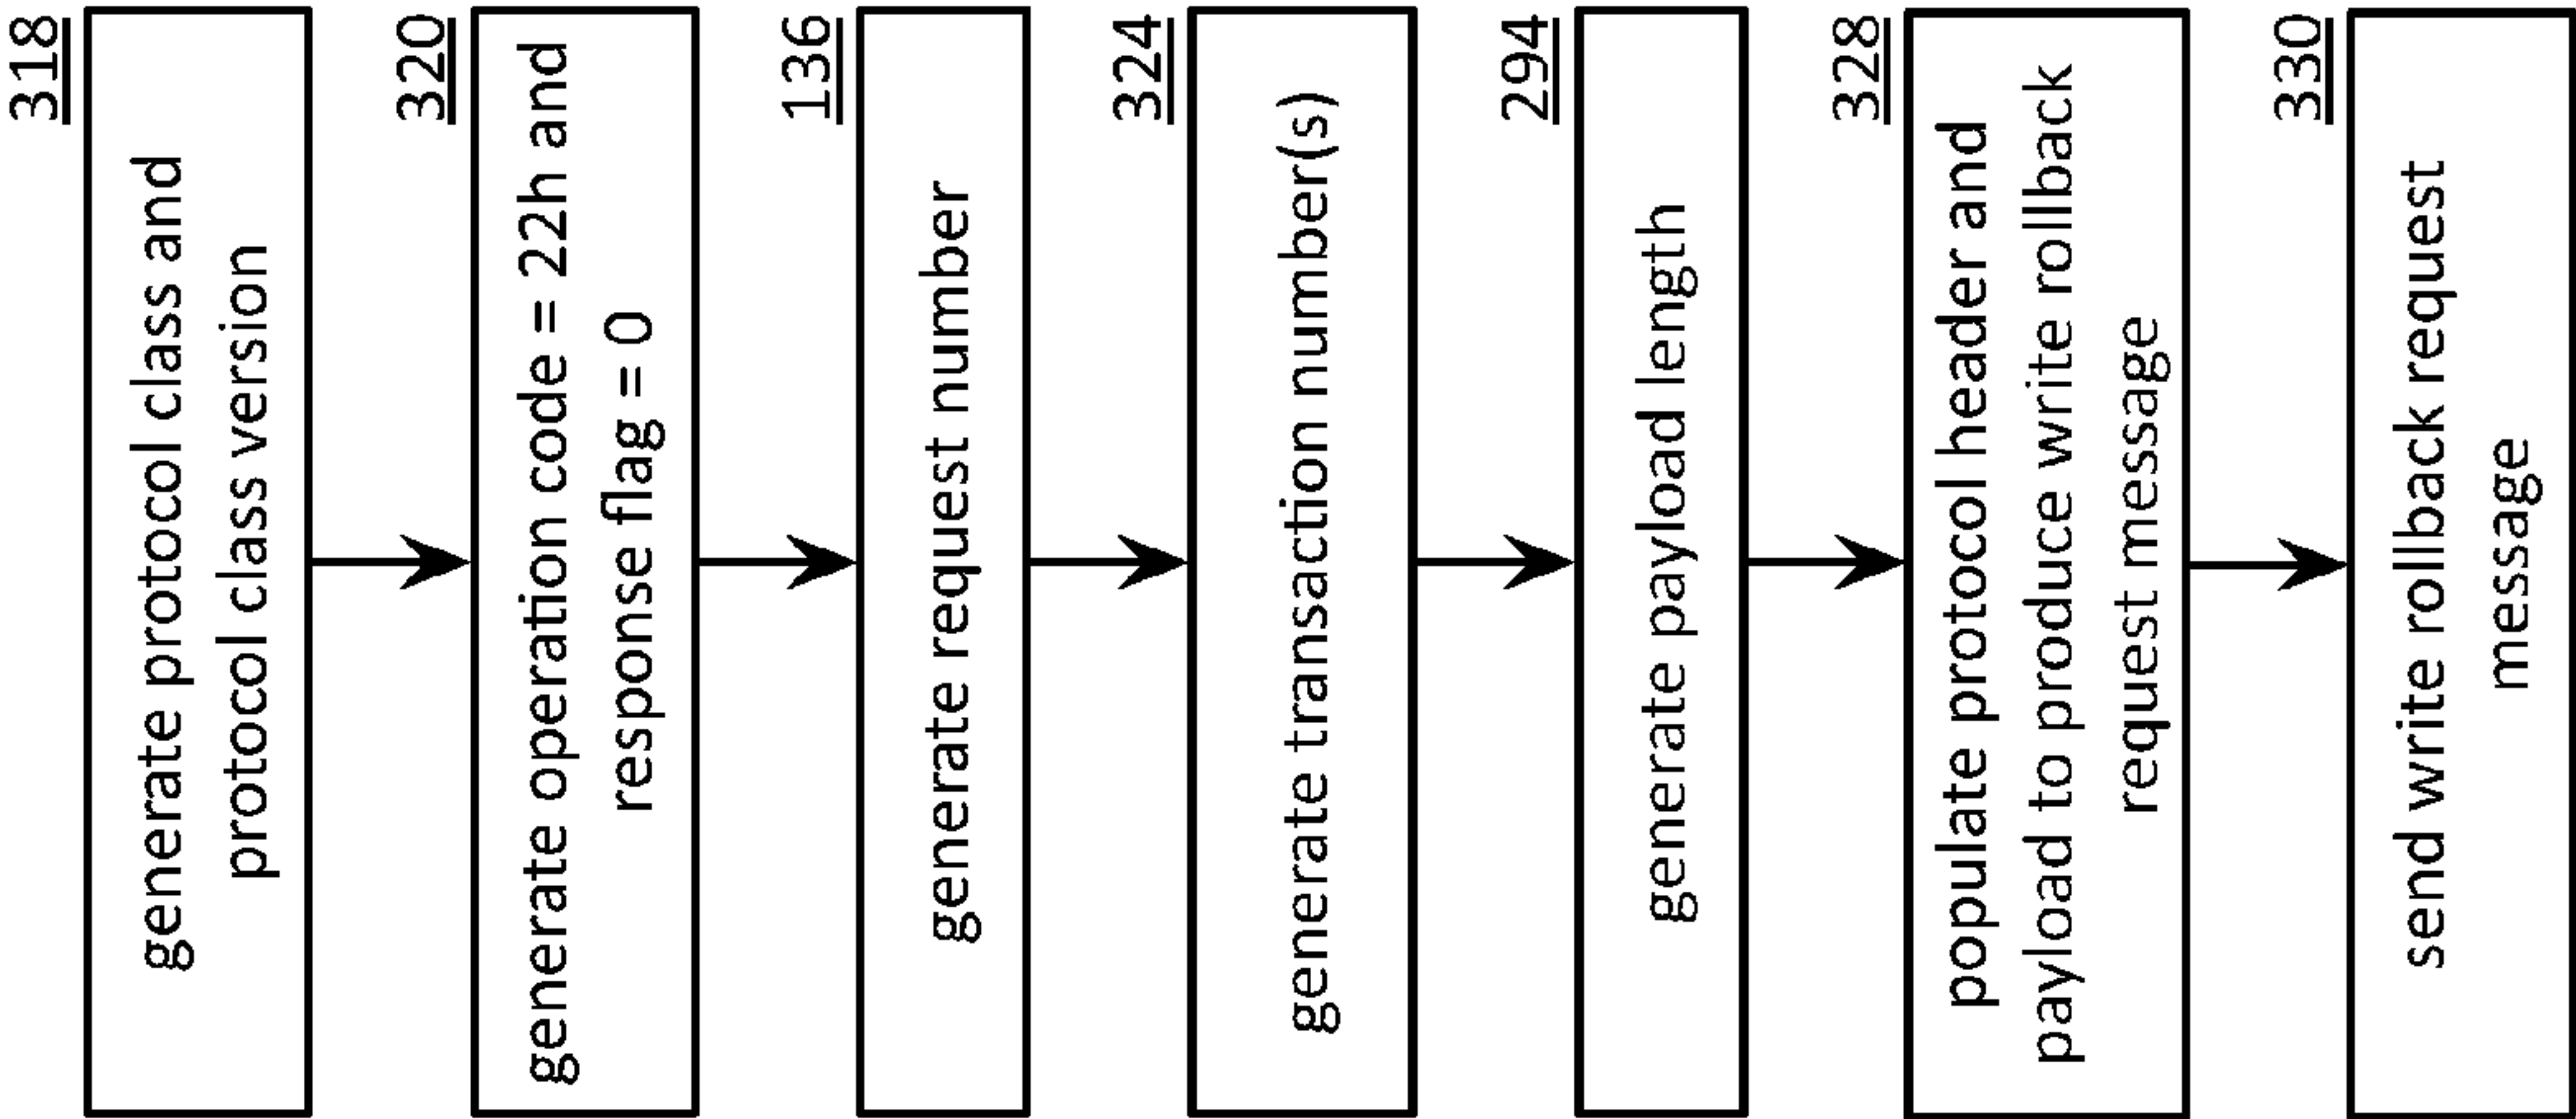 318
generate protocol class and
protocol class version
320
generate operation code = 22h and
response flag = 0
136
generate request number
324
generate transaction number(s)
294
generate payload length
328
populate protocol header and
payload to produce write rollback
request message
330
send write rollback request
message